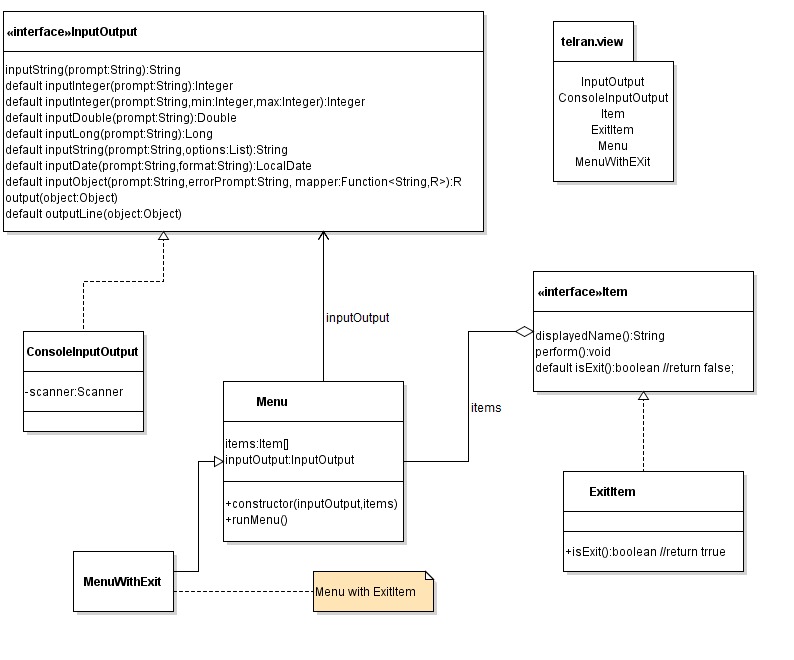 «interface»InputOutput
inputString(prompt:String):String
default inputInteger(prompt:String):Integer
default inputInteger(prompt:String,min:Integer,max:Integer):Integer
default inputDouble(prompt:String):Double
default inputLong(prompt:String):Long
default inputString(prompt:String,options:List):String
default inputDate(prompt:String,format:String):LocalDate
default inputObject(prompt:String,errorPrompt:String, mapper:Function<String,R>):R
output(object:Object)
default outputLine(object:Object)
telran.view
InputOutput
ConsoleInputOutput
Item
ExitItem
Menu
MenuWithEXit
«interface»Item
displayedName():String
perform():void
default isExit():boolean //return false;
inputOutput
ConsoleInputOutput
-scanner:Scanner
Menu
items:Item[]
inputOutput:InputOutput
+constructor(inputOutput,items)
+runMenu()
items
ExitItem
+isExit():boolean //return trrue
MenuWithExit
Menu with ExitItem